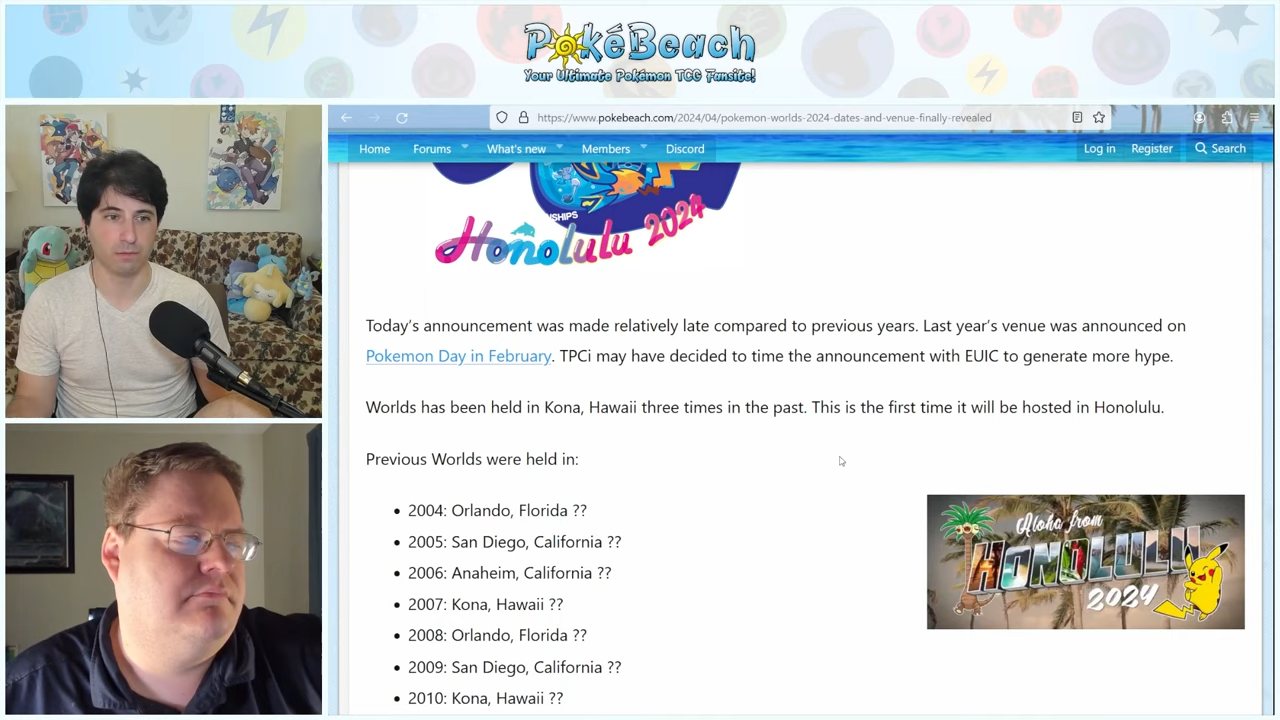 PokéBeach
Your Ultimate Pokémon TCG Fansite!
https://www.pokebeach.com/2024/04/pokemon-worlds-2024-dates-and-venue-finally-revealed
Home
Forums
What's new
Members
Discord
Log in
Register
Search
NSHIPS
Honolulu 2024
Today's announcement was made relatively late compared to previous years. Last year's venue was announced on
Pokemon Day in February. TPCi may have decided to time the announcement with EUIC to generate more hype.
Worlds has been held in Kona, Hawaii three times in the past. This is the first time it will be hosted in Honolulu.
Previous Worlds were held in:
2004: Orlando, Florida ??
2005: San Diego, California ??
2006: Anaheim, California ??
2007: Kona, Hawaii ??
2008: Orlando, Florida ??
2009: San Diego, California ??
2010: Kona, Hawaii ??
Aloha from
HONOLULU
2024